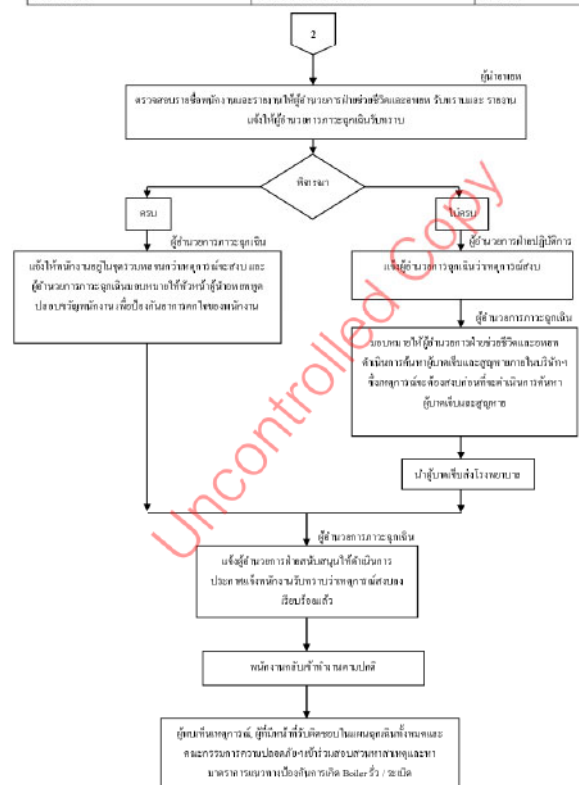 2
ผู้นำอพยพ
ตรวจสอบรายชื่อพนักงานและรายงานให้ผู้อำนวยการฝ่ายช่วยชีวิตและอพยพ รับทราบและ รายงาน
แจ้งให้ผู้อำนวยการภาวะฉุกเฉินรับทราบ
พิจารณา
ครบ
ไม่ครบ
ผู้อำนวยการภาวะฉุกเฉิน
แจ้งให้พนักงานอยู่ในจุดรวมพลจนกว่าเหตุการณ์จะสงบ และ
ผู้อำนวยการภาวะฉุกเฉินมอบหมายให้หัวหน้าผู้นำอพยพพูด
ปลอบขวัญพนักงาน เพื่อป้องกันอาการตกใจของพนักงาน
ผู้อำนวยการฝ่ายปฏิบัติการ
แจ้งผู้อำนวยการฉุกเฉินว่าเหตุการณ์สงบ
ผู้อำนวยการภาวะฉุกเฉิน
มอบหมายให้ผู้อำนวยการฝ่ายช่วยชีวิตและอพยพ
ดำเนินการค้นหาผู้บาดเจ็บและสูญหายภายในบริษัทฯ
ซึ่งเหตุการณ์จะต้องสงบก่อนที่จะดำเนินการค้นหา
ผู้บาดเจ็บและสูญหาย
นำผู้บาดเจ็บส่งโรงพยาบาล
ผู้อำนวยการภาวะฉุกเฉิน
แจ้งผู้อำนวยการฝ่ายสนับสนุนให้ดำเนินการ
ประกาศแจ้งพนักงานรับทราบว่าเหตุการณ์สงบลง
เรียบร้อยแล้ว
พนักงานกลับเข้าทำงานตามปกติ
ผู้พบเห็นเหตุการณ์, ผู้ที่มีหน้าที่รับผิดชอบในแผนฉุกเฉินทั้งหมดและ
คณะกรรมการความปลอดภัยฯเข้าร่วมสอบสวนหาสาเหตุและหา
มาตรการแนวทางป้องกันการเกิด Boiler รั่ว / ระเบิด
Uncontrolled Copy